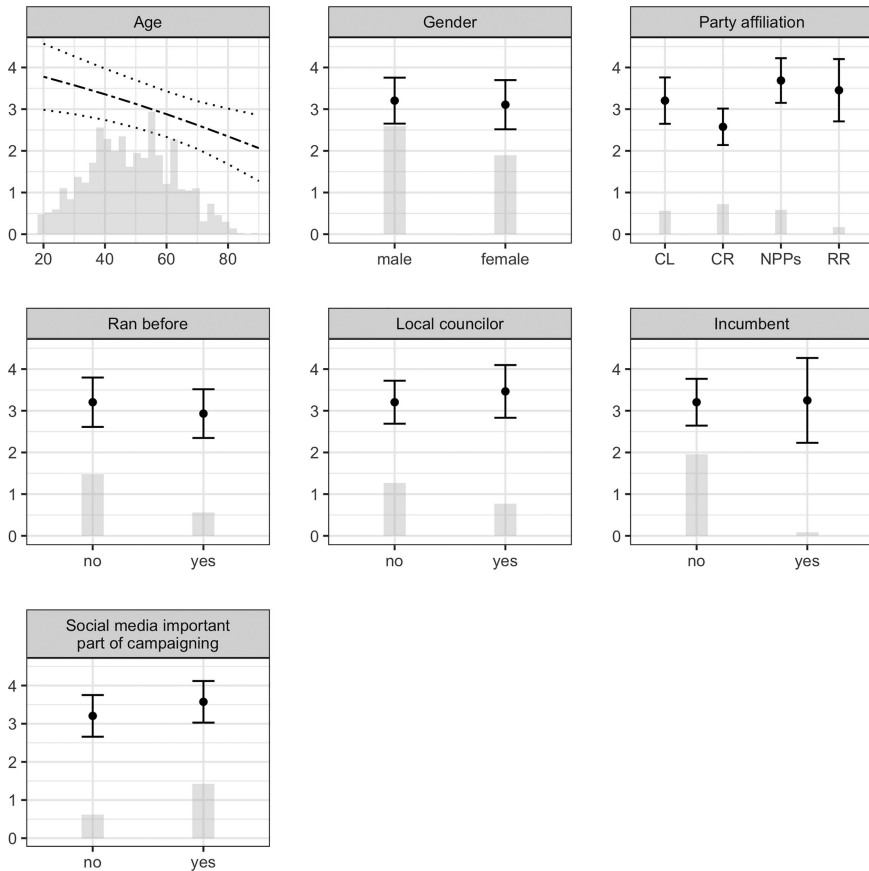 Age
4
3
2
1
0
20 40 60 80
Gender
4
3
2
1
0
male female
Party affiliation
4
3
2
1
0
CL CR NPPs RR
Ran before
4
3
2
1
0
no yes
Local councilor
4
3
2
1
0
no yes
Incumbent
4
3
2
1
0
no yes
Social media important
part of campaigning
4
3
2
1
0
no yes